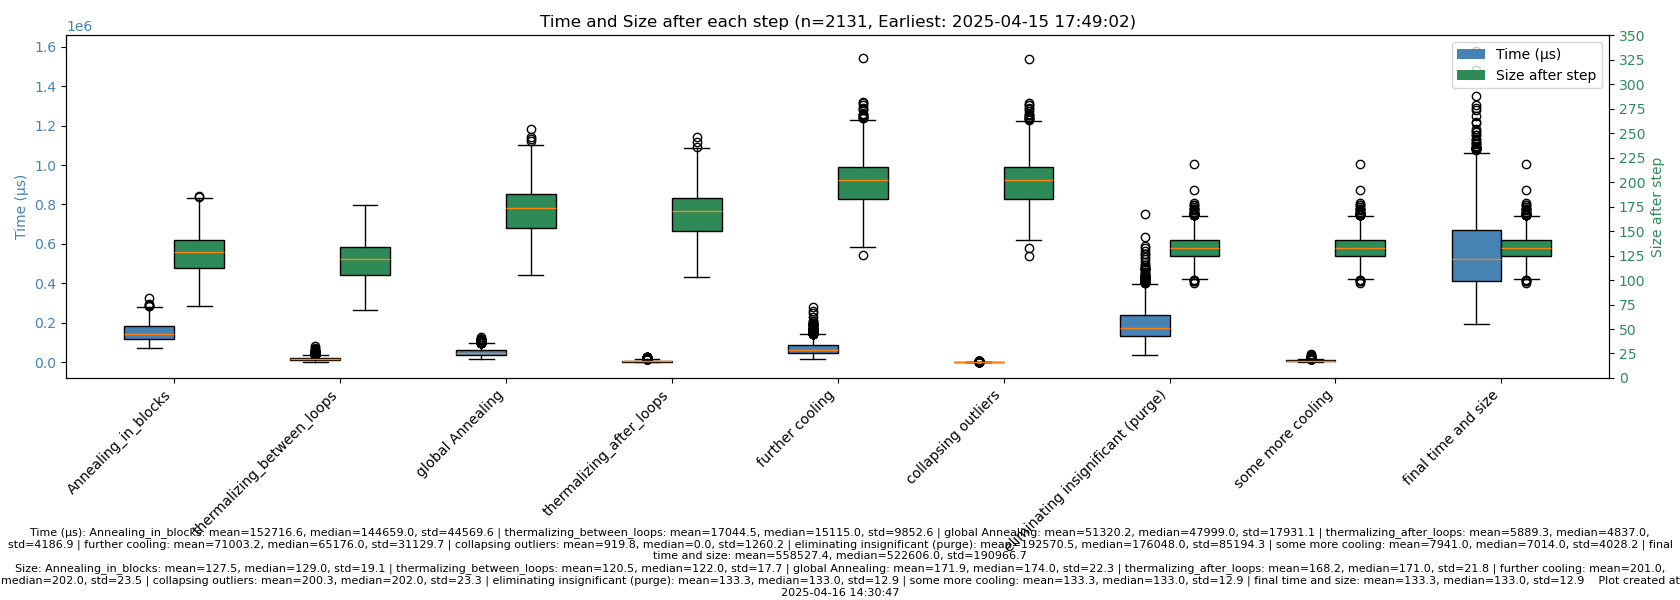 Time and Size after each step (n=2131, Earliest: 2025-04-15 17:49:02)
1e6
1.6
1.4
1.2
1.0
0.8
0.6
0.4
0.2
0.0
Time (µs)
350
325
300
275
250
225
200
175
150
125
100
75
50
25
0
Size after step
Time (µs)
Size after step
Annealing_in_blocks
thermalizing_between_loops
global Annealing
thermalizing_after_loops
further cooling
collapsing outliers
eliminating insignificant (purge)
some more cooling
final time and size
Time (µs): Annealing_in_blocks: mean=152716.6, median=144659.0, std=44569.6 | thermalizing_between_loops: mean=17044.5, median=15115.0, std=9852.6 | global Annealing: mean=51320.2, median=47999.0, std=17931.1 | thermalizing_after_loops: mean=5889.3, median=4837.0,
std=4186.9 | further cooling: mean=71003.2, median=65176.0, std=31129.7 | collapsing outliers: mean=919.8, median=0.0, std=1260.2 | eliminating insignificant (purge): mean=192570.5, median=176048.0, std=85194.3 | some more cooling: mean=7941.0, median=7014.0, std=4028.2 | final
time and size: mean=558527.4, median=522606.0, std=190966.7
Size: Annealing_in_blocks: mean=127.5, median=129.0, std=19.1 | thermalizing_between_loops: mean=120.5, median=122.0, std=17.7 | global Annealing: mean=171.9, median=174.0, std=22.3 | thermalizing_after_loops: mean=168.2, median=171.0, std=21.8 | further cooling: mean=201.0,
median=202.0, std=23.5 | collapsing outliers: mean=200.3, median=202.0, std=23.3 | eliminating insignificant (purge): mean=133.3, median=133.0, std=12.9 | some more cooling: mean=133.3, median=133.0, std=12.9 | final time and size: mean=133.3, median=133.0, std=12.9 Plot created at
2025-04-16 14:30:47